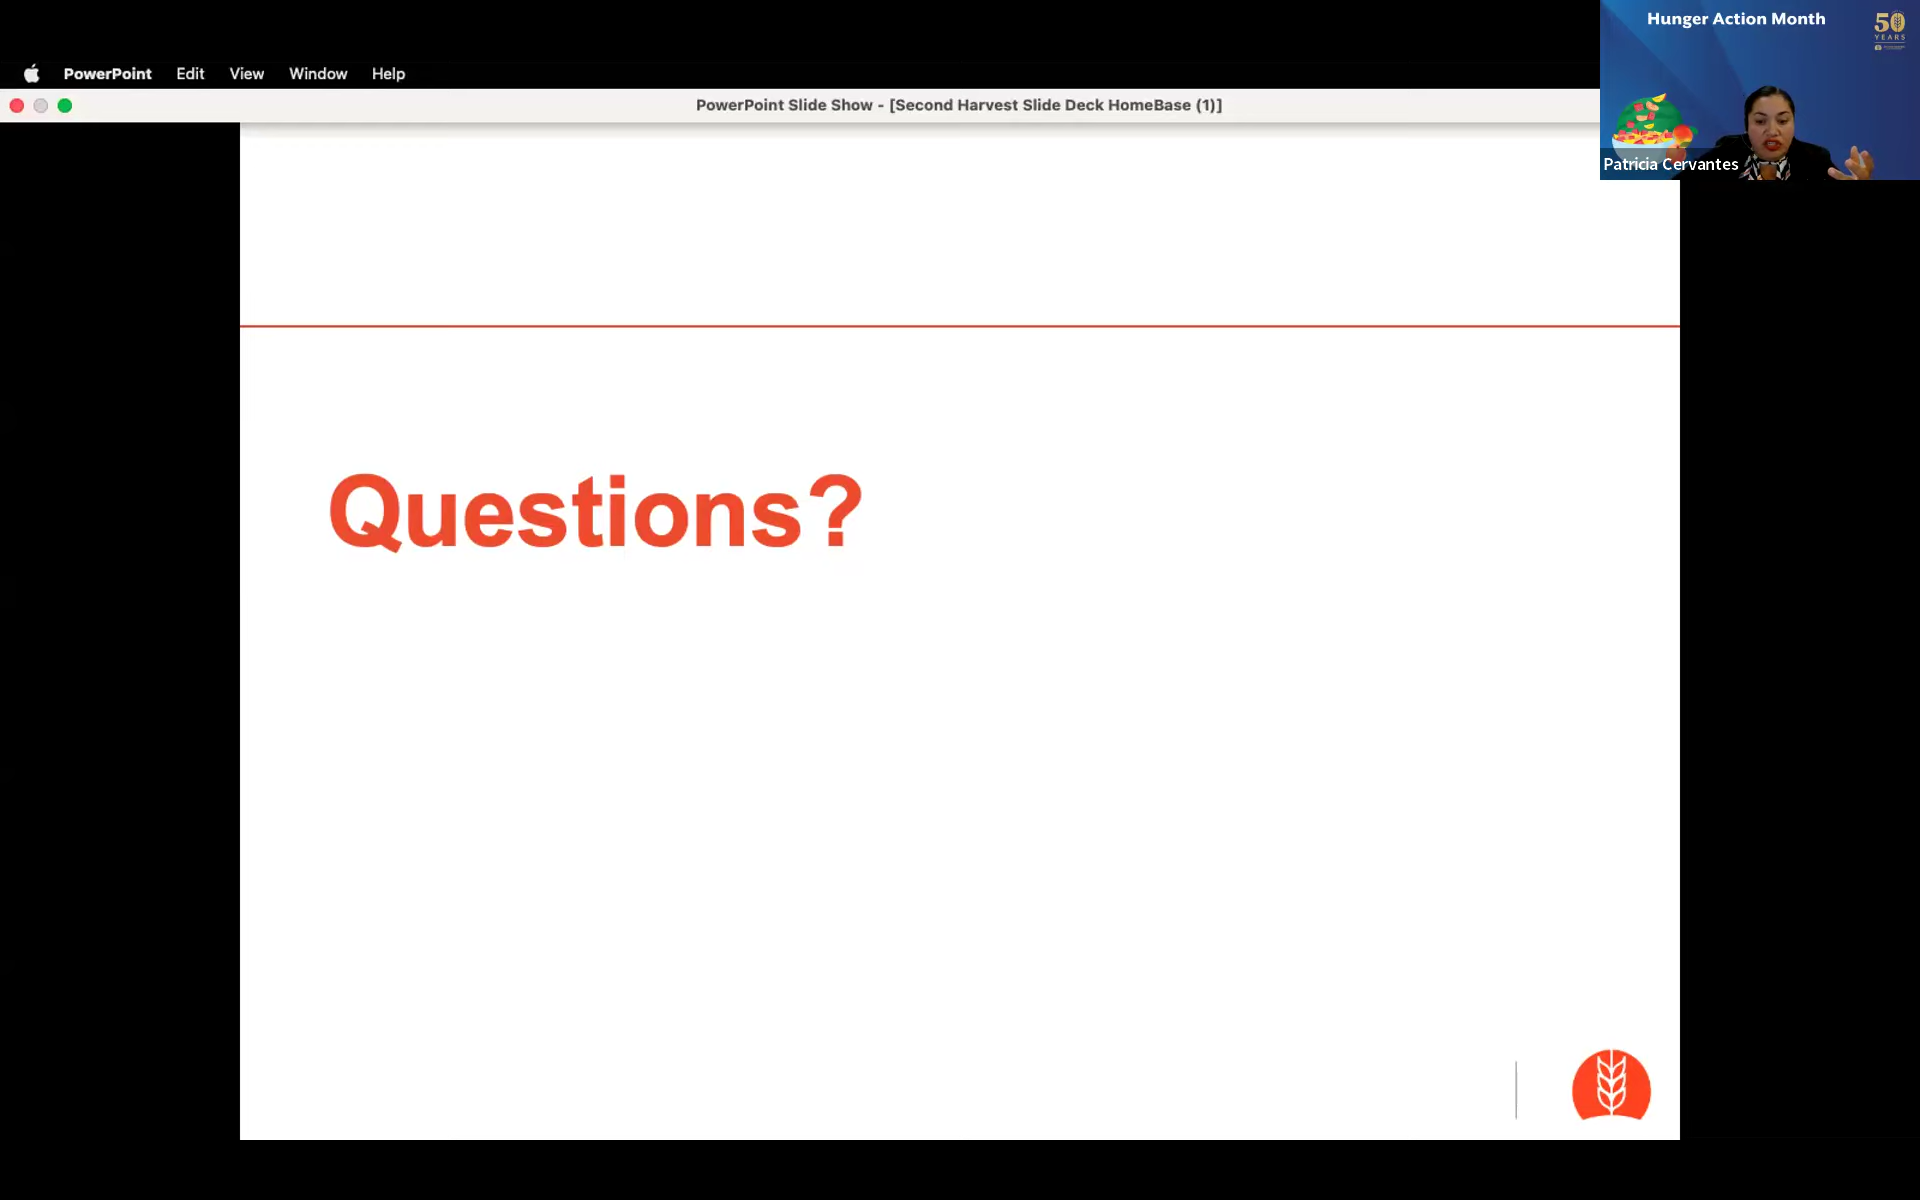 Hunger Action Month
50
YEARS
PowerPoint Edit View Window Help
PowerPoint Slide Show - [Second Harvest Slide Deck HomeBase (1)]
Patricia Cervantes
Questions?